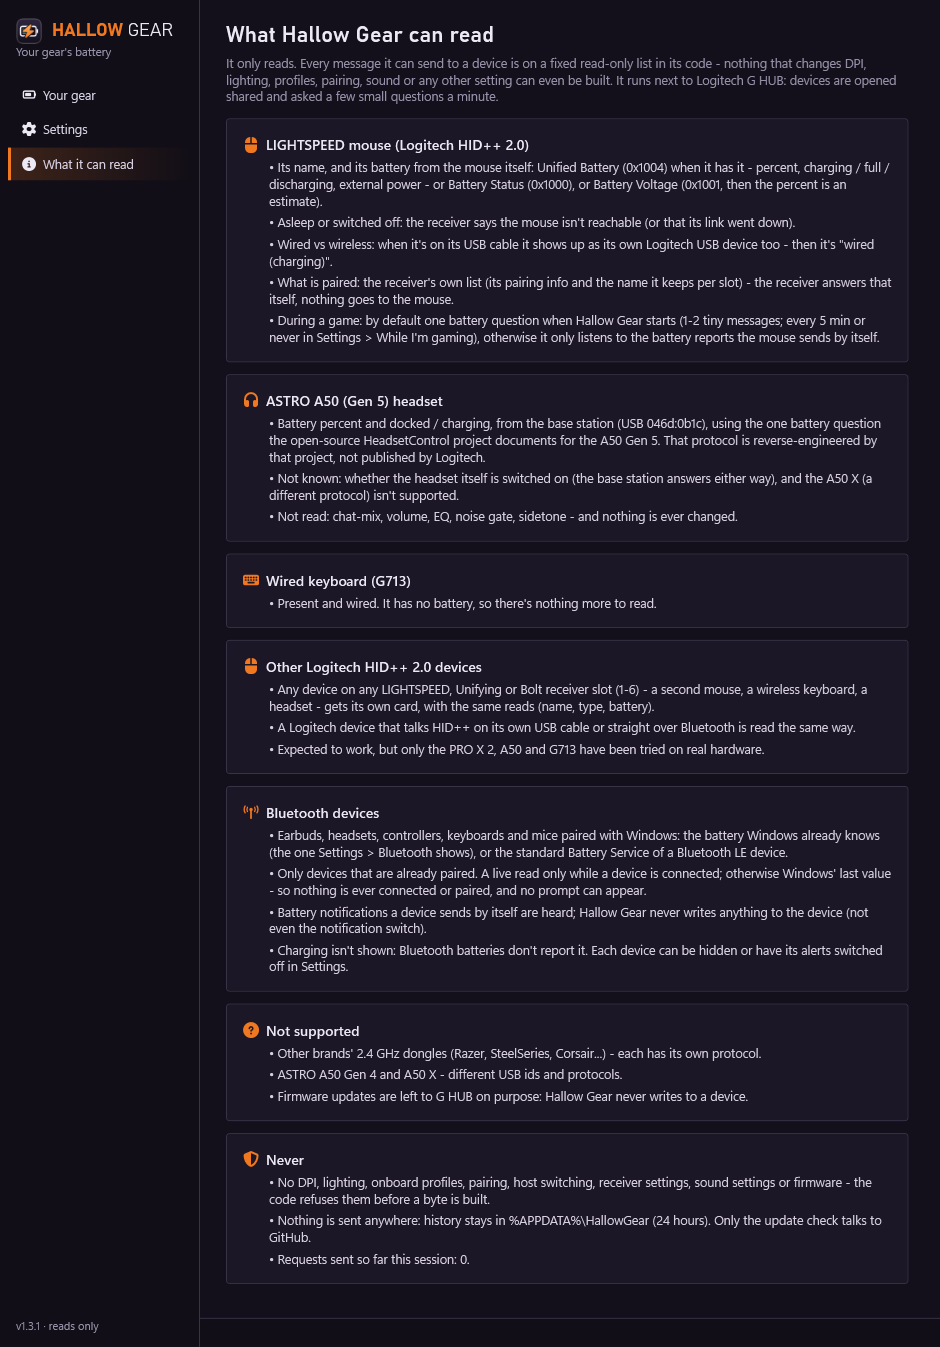 HALLOW GEAR
Your gear's battery
Your gear
Settings
What it can read
v1.3.1 · reads only
What Hallow Gear can read
It only reads. Every message it can send to a device is on a fixed read-only list in its code - nothing that changes DPI,
lighting, profiles, pairing, sound or any other setting can even be built. It runs next to Logitech G HUB: devices are opened
shared and asked a few small questions a minute.
LIGHTSPEED mouse (Logitech HID++ 2.0)
• Its name, and its battery from the mouse itself: Unified Battery (0x1004) when it has it - percent, charging / full /
discharging, external power - or Battery Status (0x1000), or Battery Voltage (0x1001, then the percent is an
estimate).
• Asleep or switched off: the receiver says the mouse isn't reachable (or that its link went down).
• Wired vs wireless: when it's on its USB cable it shows up as its own Logitech USB device too - then it's "wired
(charging)".
• What is paired: the receiver's own list (its pairing info and the name it keeps per slot) - the receiver answers that
itself, nothing goes to the mouse.
• During a game: by default one battery question when Hallow Gear starts (1-2 tiny messages; every 5 min or
never in Settings > While I'm gaming), otherwise it only listens to the battery reports the mouse sends by itself.
ASTRO A50 (Gen 5) headset
• Battery percent and docked / charging, from the base station (USB 046d:0b1c), using the one battery question
the open-source HeadsetControl project documents for the A50 Gen 5. That protocol is reverse-engineered by
that project, not published by Logitech.
• Not known: whether the headset itself is switched on (the base station answers either way), and the A50 X (a
different protocol) isn't supported.
• Not read: chat-mix, volume, EQ, noise gate, sidetone - and nothing is ever changed.
Wired keyboard (G713)
• Present and wired. It has no battery, so there's nothing more to read.
Other Logitech HID++ 2.0 devices
• Any device on any LIGHTSPEED, Unifying or Bolt receiver slot (1-6) - a second mouse, a wireless keyboard, a
headset - gets its own card, with the same reads (name, type, battery).
• A Logitech device that talks HID++ on its own USB cable or straight over Bluetooth is read the same way.
• Expected to work, but only the PRO X 2, A50 and G713 have been tried on real hardware.
Bluetooth devices
• Earbuds, headsets, controllers, keyboards and mice paired with Windows: the battery Windows already knows
(the one Settings > Bluetooth shows), or the standard Battery Service of a Bluetooth LE device.
• Only devices that are already paired. A live read only while a device is connected; otherwise Windows' last value
- so nothing is ever connected or paired, and no prompt can appear.
• Battery notifications a device sends by itself are heard; Hallow Gear never writes anything to the device (not
even the notification switch).
• Charging isn't shown: Bluetooth batteries don't report it. Each device can be hidden or have its alerts switched
off in Settings.
Not supported
• Other brands' 2.4 GHz dongles (Razer, SteelSeries, Corsair...) - each has its own protocol.
• ASTRO A50 Gen 4 and A50 X - different USB ids and protocols.
• Firmware updates are left to G HUB on purpose: Hallow Gear never writes to a device.
Never
• No DPI, lighting, onboard profiles, pairing, host switching, receiver settings, sound settings or firmware - the
code refuses them before a byte is built.
• Nothing is sent anywhere: history stays in %APPDATA%\HallowGear (24 hours). Only the update check talks to
GitHub.
• Requests sent so far this session: 0.